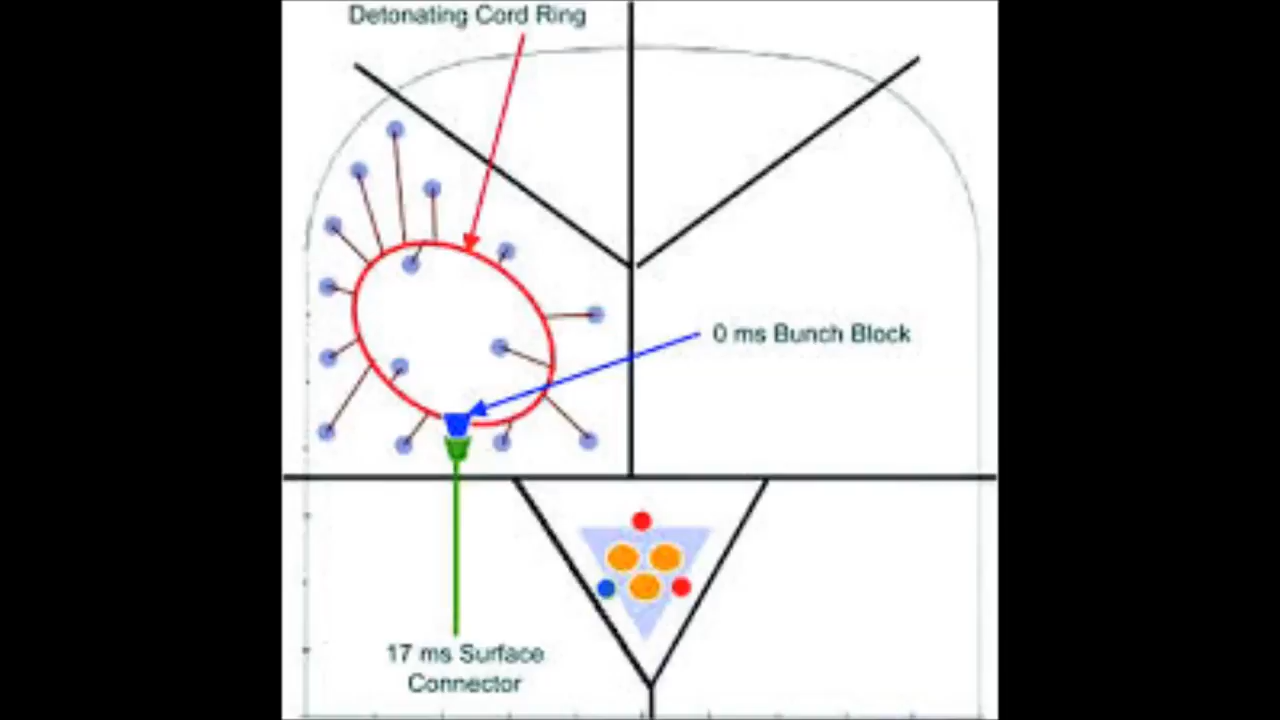 Detonating Cord Ring
0 ms Bunch Block
17 ms Surface
Connector